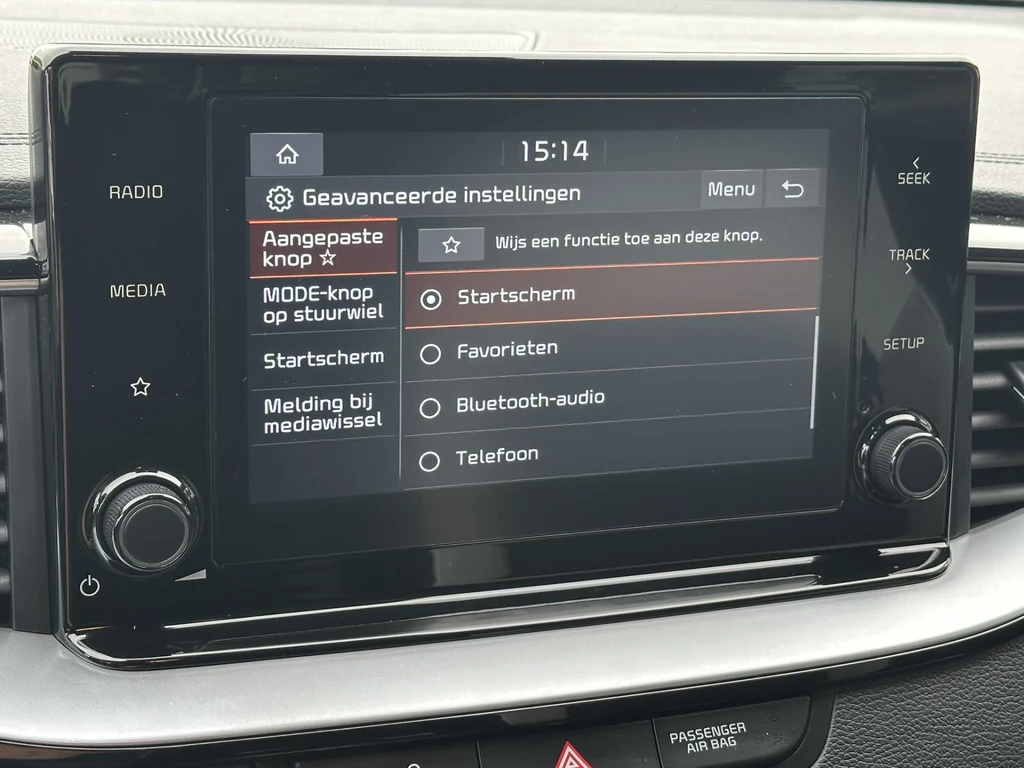 15:14
Geavanceerde instellingen
Menu
Aangepaste
knop ☆
MODE-knop
op stuurwiel
Startscherm
Melding bij
mediawissel
Wijs een functie toe aan deze knop.
Startscherm
Favorieten
Bluetooth-audio
Telefoon
RADIO
MEDIA
SEEK
TRACK
SETUP
PASSENGER
AIR BAG